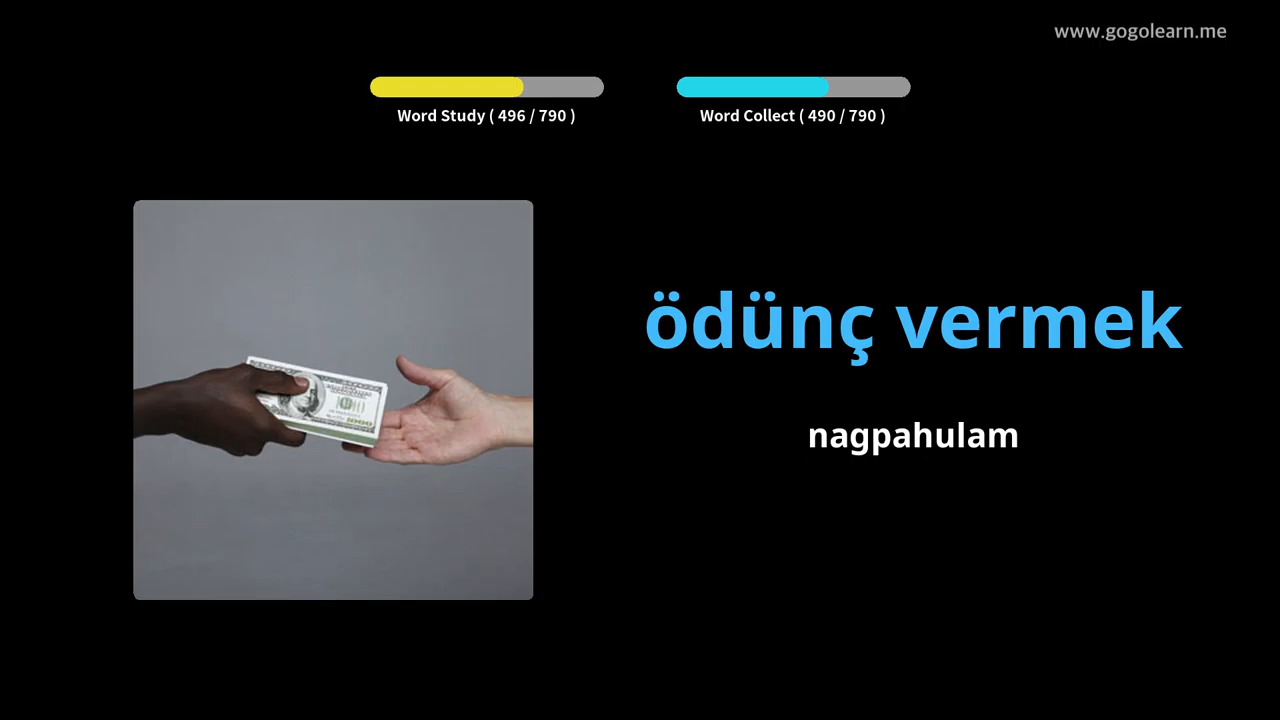 www.gogolearn.me
Word Study ( 496 / 790 )
Word Collect ( 490 / 790 )
ödünç vermek
nagpahulam